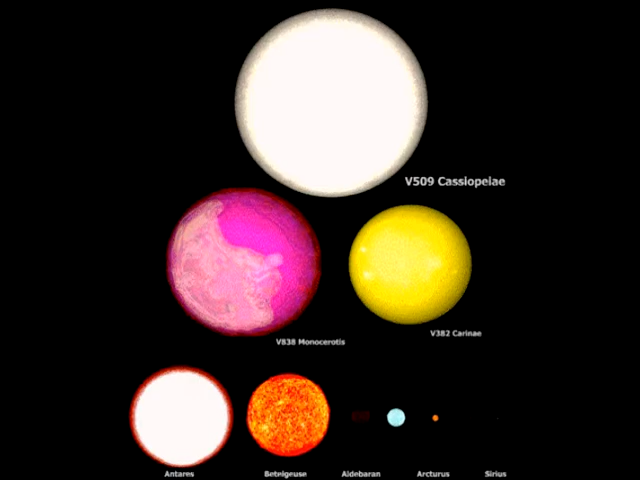 V509 Cassiopeiae
V838 Monocerotis
V382 Carinae
Antares Betelgeuse Aldebaran Arcturus Sirius